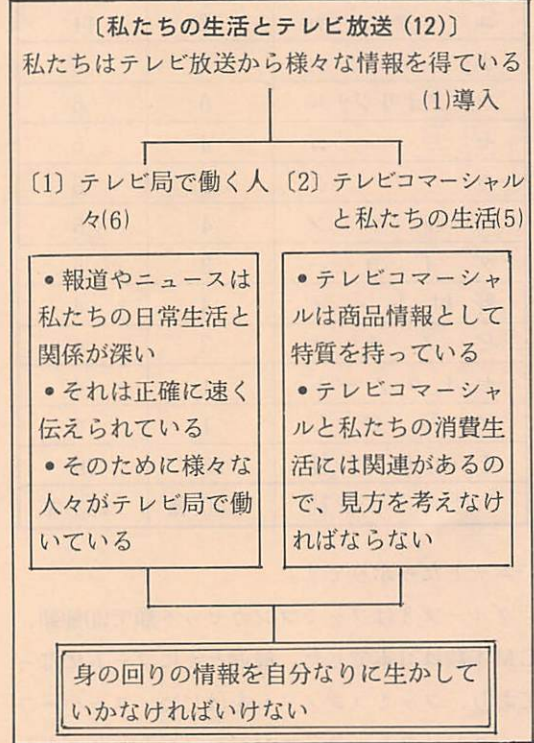 〔私たちの生活とテレビ放送（12）〕
私たちはテレビ放送から様々な情報を得ている
(1)導入
〔1〕テレビ局で働く人
々(6)
〔2〕テレビコマーシャル
と私たちの生活(5)
•報道やニュースは
私たちの日常生活と
関係が深い
•それは正確に速く
伝えられている
•そのために様々な
人々がテレビ局で働
いている
•テレビコマーシャ
ルは商品情報として
特質を持っている
•テレビコマーシャ
ルと私たちの消費生
活には関連があるの
で、見方を考えなけ
ればならない
身の回りの情報を自分なりに生かして
いかなければいけない